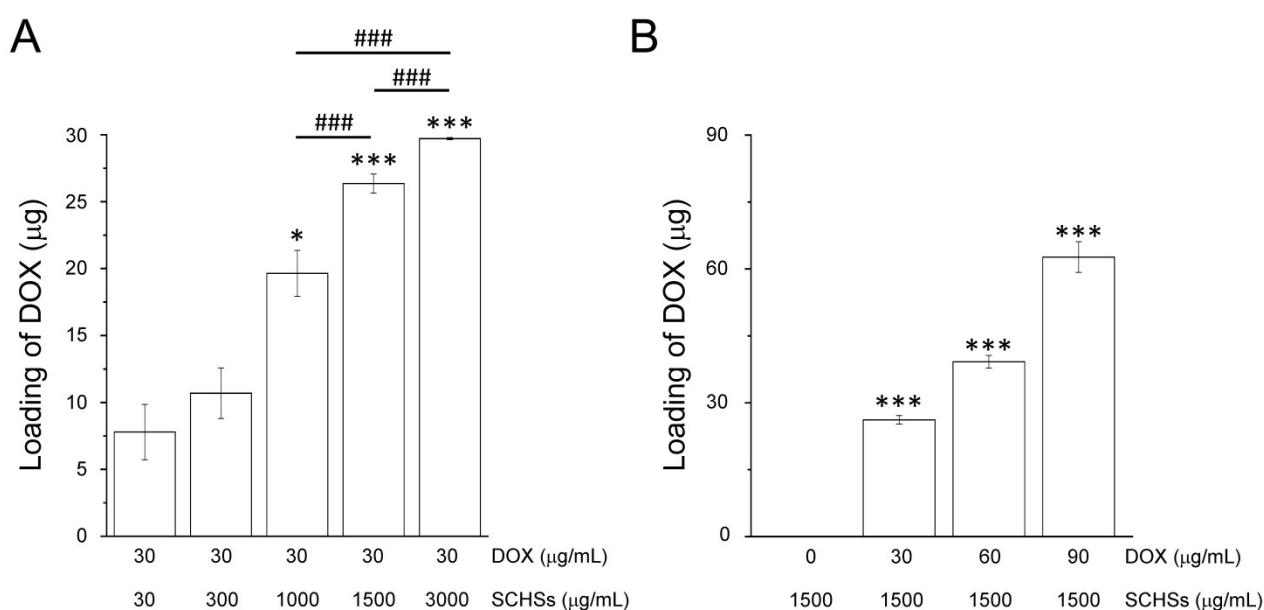 A
B
###
###
###
***
***
*
Loading of DOX (µg)
30
25
20
15
10
5
0
30 30 30 30 30 DOX (µg/mL)
30 300 1000 1500 3000 SCHSs (µg/mL)
Loading of DOX (µg)
90
60
30
0
***
***
***
0 30 60 90 DOX (µg/mL)
1500 1500 1500 1500 SCHSs (µg/mL)